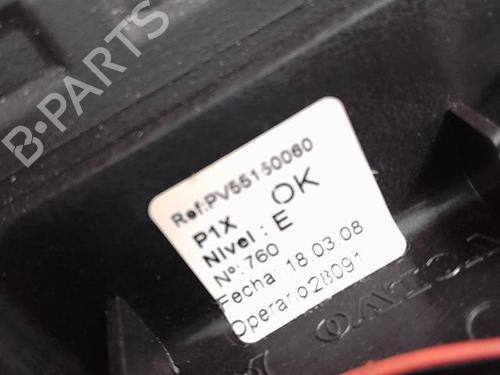 B-PARTS
Ref:PV55150060
P1X OK
Nivel : E
Nº:760
Fecha 18.03.08
Operario28091